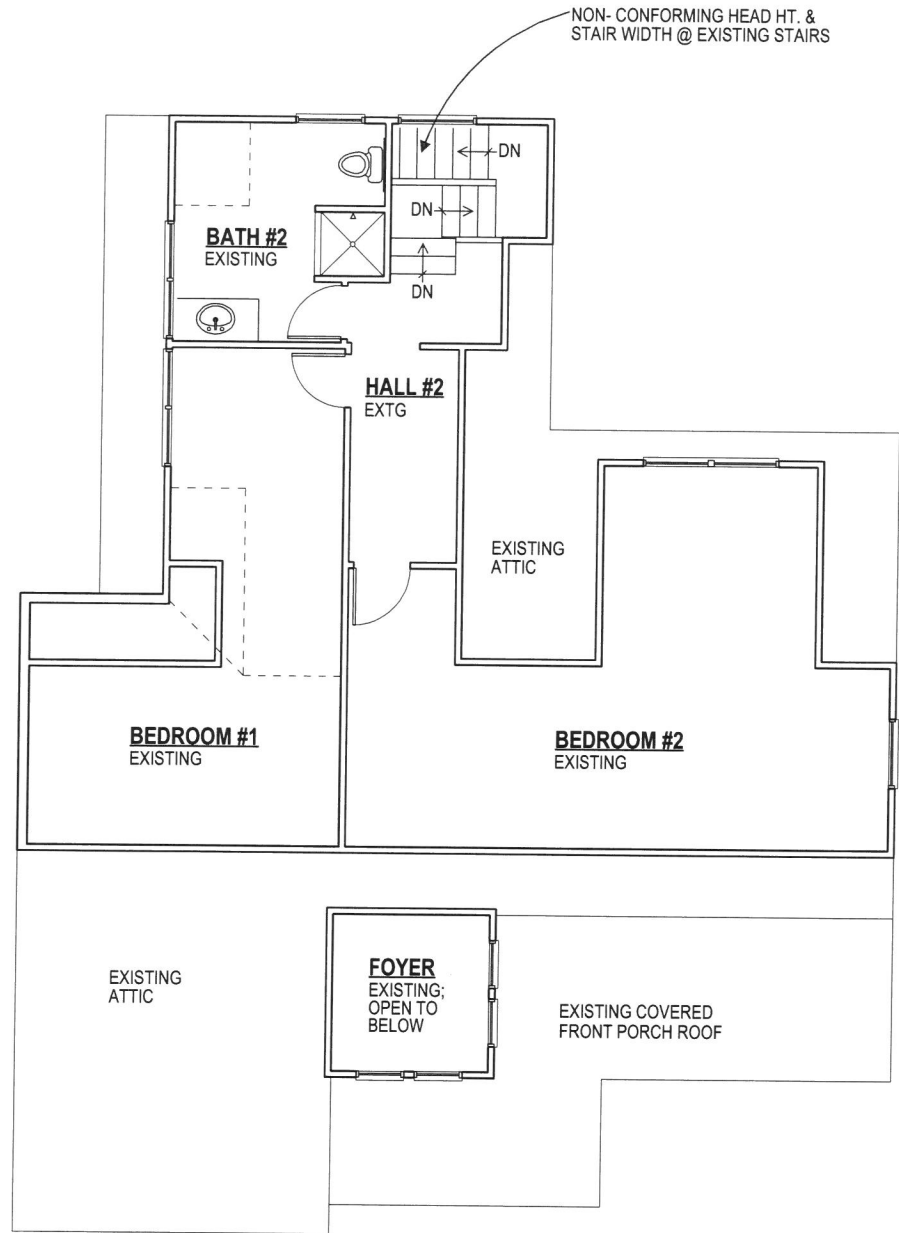 NON- CONFORMING HEAD HT. &
STAIR WIDTH @ EXISTING STAIRS
DN
DN
DN
BATH #2
EXISTING
HALL #2
EXTG
EXISTING
ATTIC
BEDROOM #1
EXISTING
BEDROOM #2
EXISTING
EXISTING
ATTIC
FOYER
EXISTING;
OPEN TO
BELOW
EXISTING COVERED
FRONT PORCH ROOF